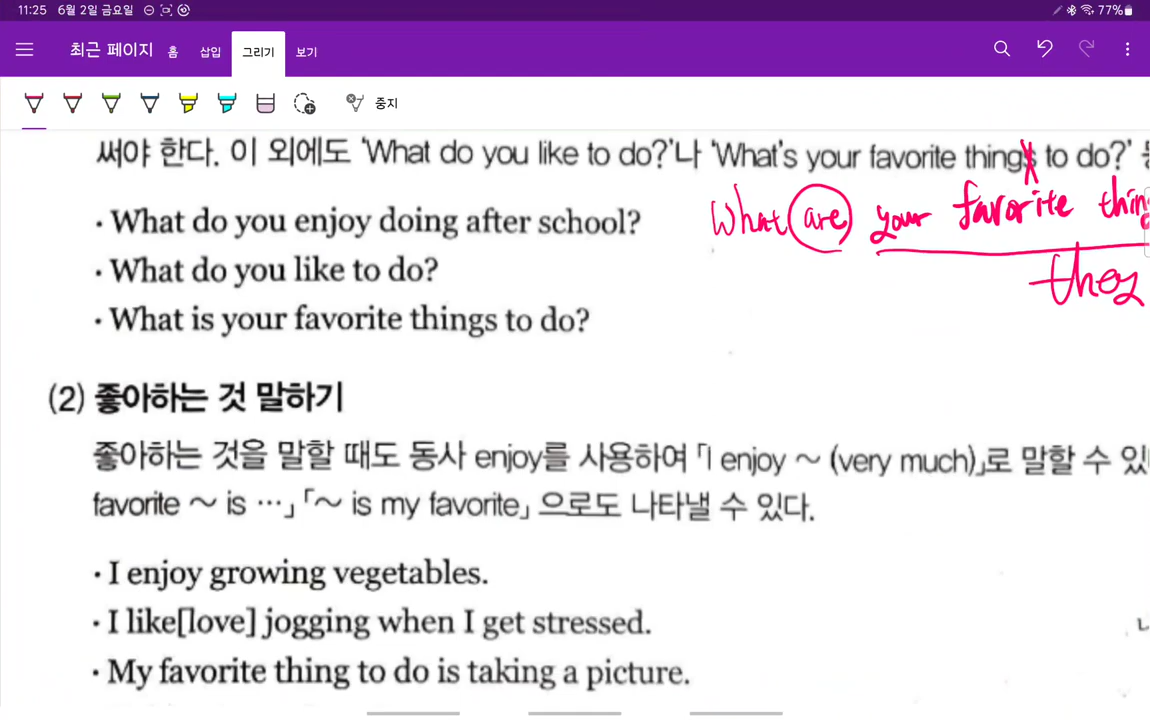 11:25 6월 2일 금요일 77%
최근 페이지 홈 삽입 그리기 보기
중지
써야 한다. 이 외에도 ‘What do you like to do?’나 ‘What's your favorite things to do?’
What are your favorite thin
· What do you enjoy doing after school?
· What do you like to do?
they
· What is your favorite things to do?
(2) 좋아하는 것 말하기
좋아하는 것을 말할 때도 동사 enjoy를 사용하여 「I enjoy ~ (very much)」로 말할 수 있
favorite ~ is …」 「~ is my favorite」 으로도 나타낼 수 있다.
· I enjoy growing vegetables.
· I like[love] jogging when I get stressed.
· My favorite thing to do is taking a picture.